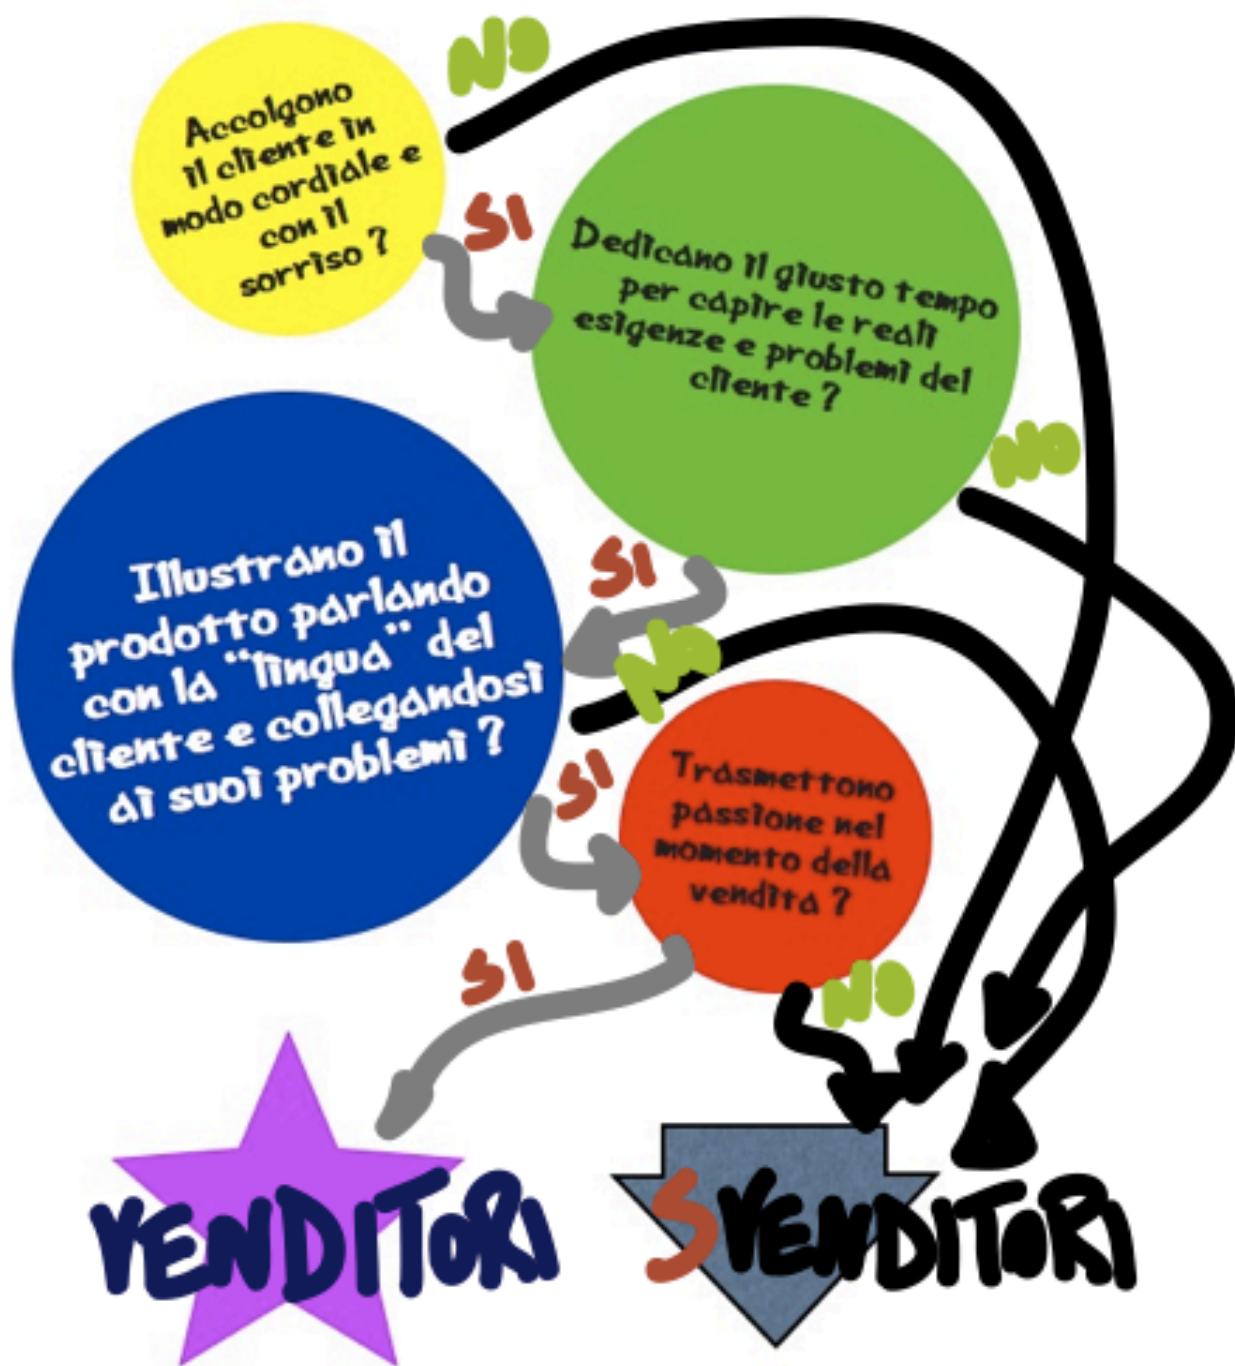 NO
Accolgono
il cliente in
modo cordiale e
con il
sorriso ?
SI
Dedicano il giusto tempo
per capire le reali
esigenze e problemi del
cliente ?
NO
SI
Illustrano il
prodotto parlando
con la "lingua" del
cliente e collegandosi
ai suoi problemi ?
NO
SI
Trasmettono
passione nel
momento della
vendita ?
SI
NO
VENDITORI
SVENDITORI